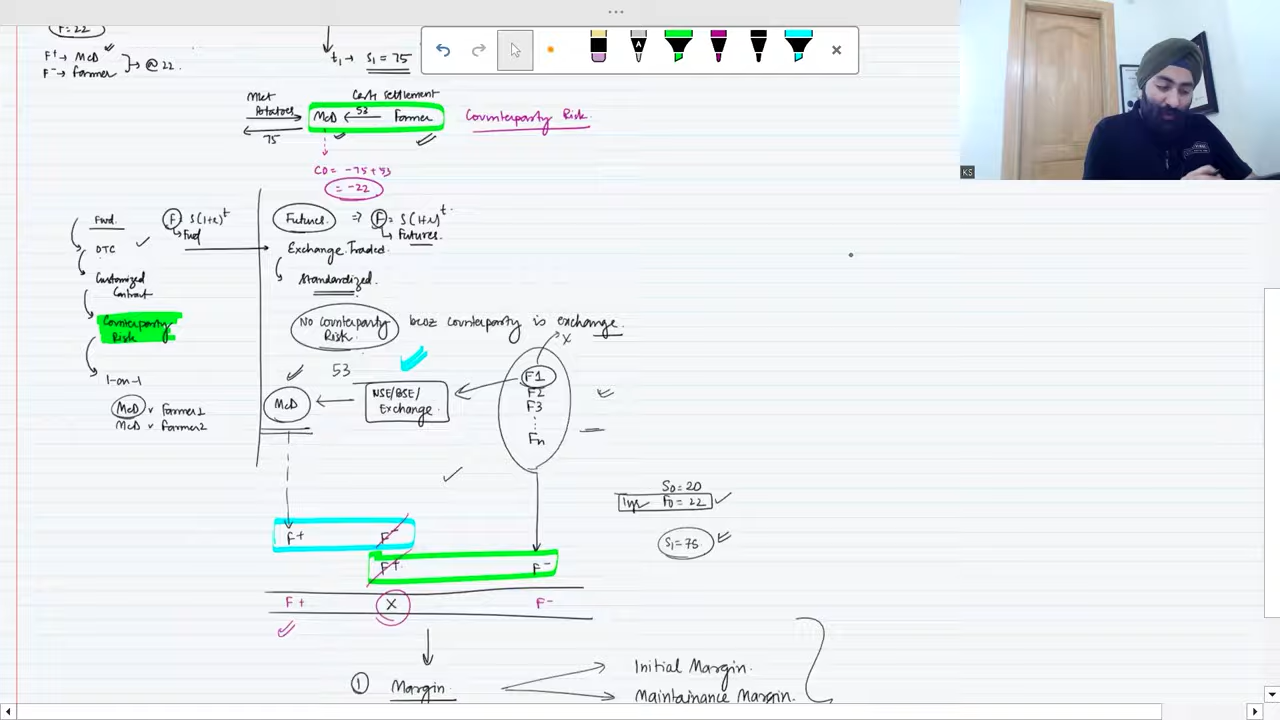 F = 22
F+ → McD
F- → Farmer
@ 22.
t1 → S1 = 75
Mkt
Potatoes
75
Cash Settlement
McD 53 Farmer
Counterparty Risk.
CO = -75 + 53
= -22
Fwd.
OTC
Customized
Contract
Counterparty
Risk
1-on-1
McD v Farmer1
McD v Farmer2
F S(1+r)^t
Fwd
Futures. ⇒ F = S(1+r)^t
Futures.
Exchange Traded.
Standardized.
No counterparty
Risk.
becoz counterparty is exchange.
x
53
McD
NSE/BSE/
Exchange.
F1
F2
F3
Fn
S0 = 20
1yr F0 = 22
S1 = 75
F+ F-
F+ F-
F+ X F-
① Margin.
Initial Margin.
Maintainance Margin.
A
KS